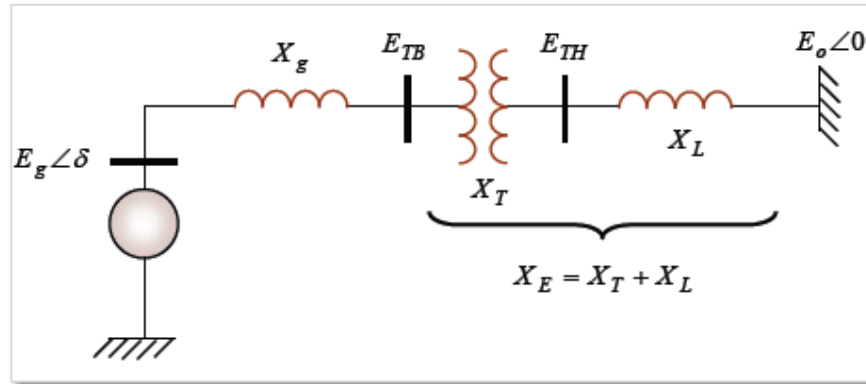 X_g
E_TB
E_TH
E_o∠0
E_g∠δ
X_T
X_L
X_E = X_T + X_L